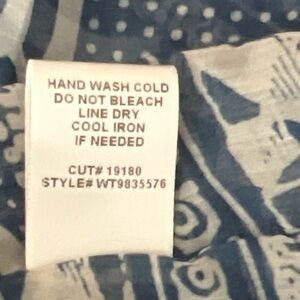 HAND WASH COLD
DO NOT BLEACH
LINE DRY
COOL IRON
IF NEEDED
CUT# 19180
STYLE# WT9835576